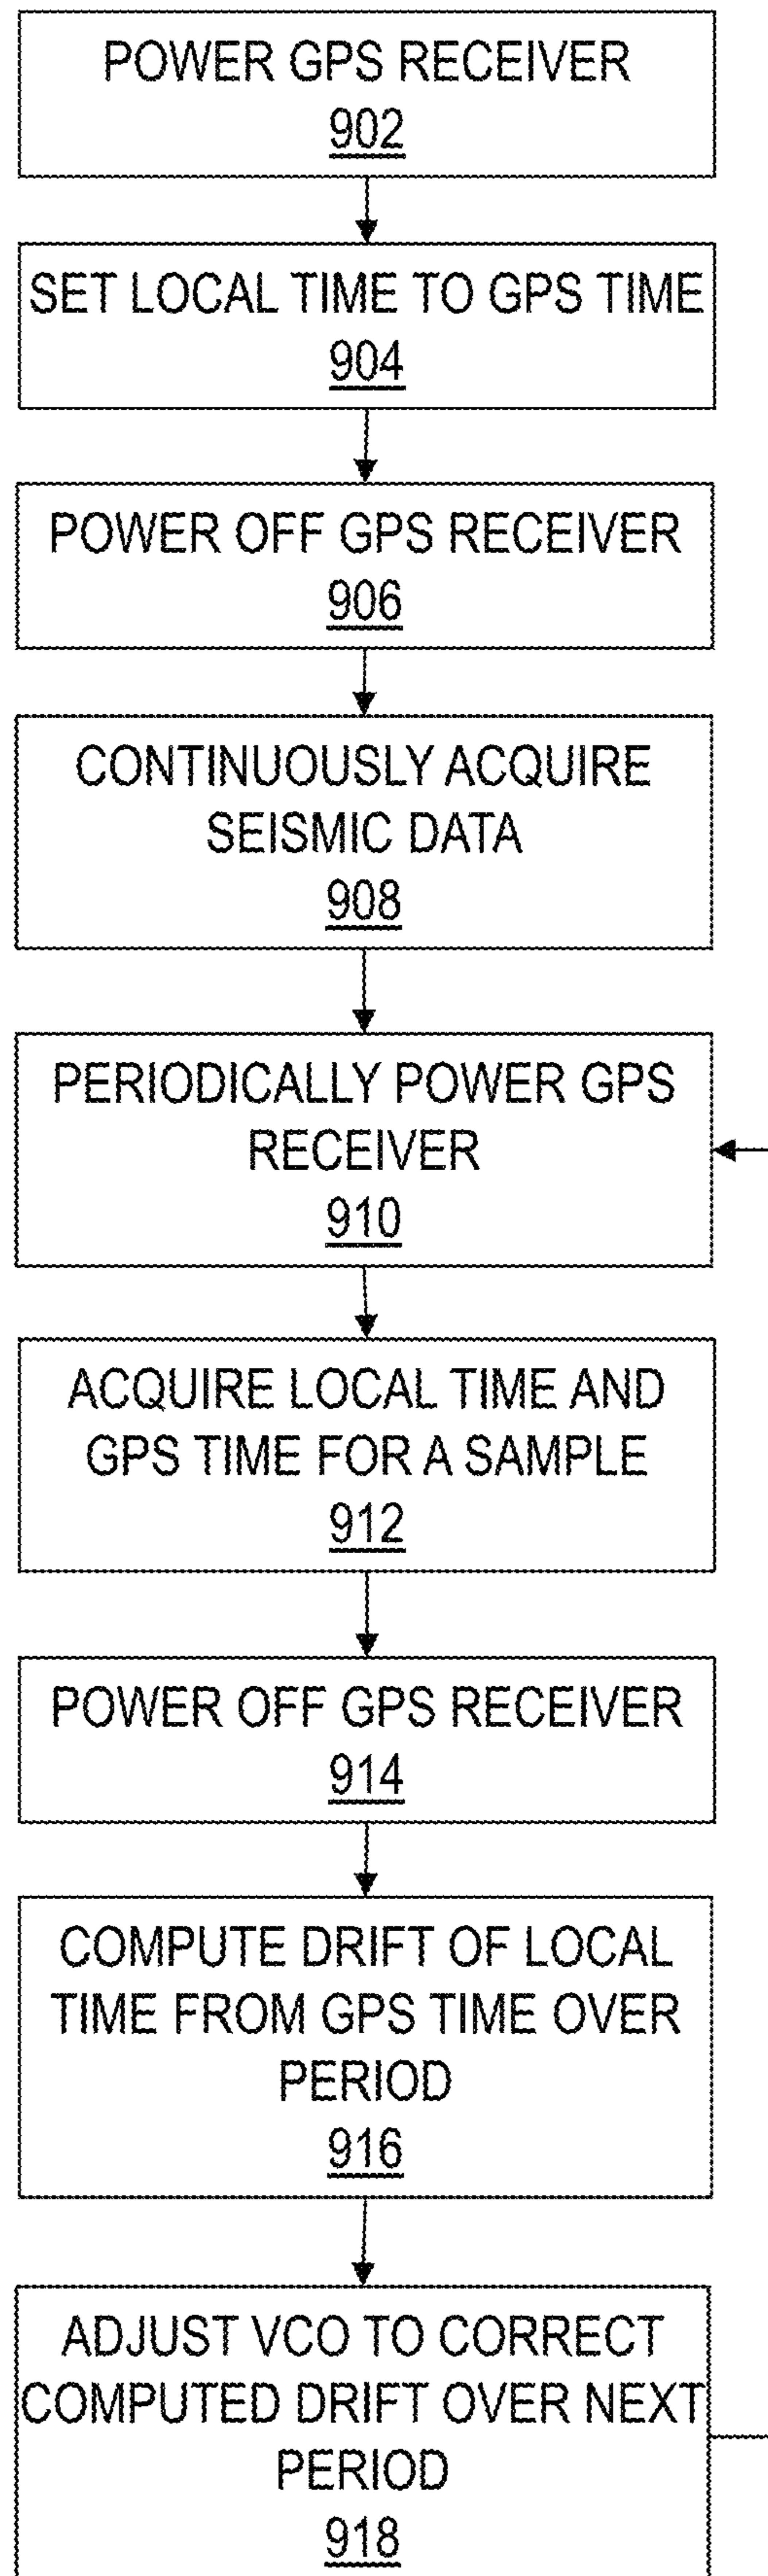 POWER GPS RECEIVER
902
SET LOCAL TIME TO GPS TIME
904
POWER OFF GPS RECEIVER
906
CONTINUOUSLY ACQUIRE
SEISMIC DATA
908
PERIODICALLY POWER GPS
RECEIVER
910
ACQUIRE LOCAL TIME AND
GPS TIME FOR A SAMPLE
912
POWER OFF GPS RECEIVER
914
COMPUTE DRIFT OF LOCAL
TIME FROM GPS TIME OVER
PERIOD
916
ADJUST VCO TO CORRECT
COMPUTED DRIFT OVER NEXT
PERIOD
918